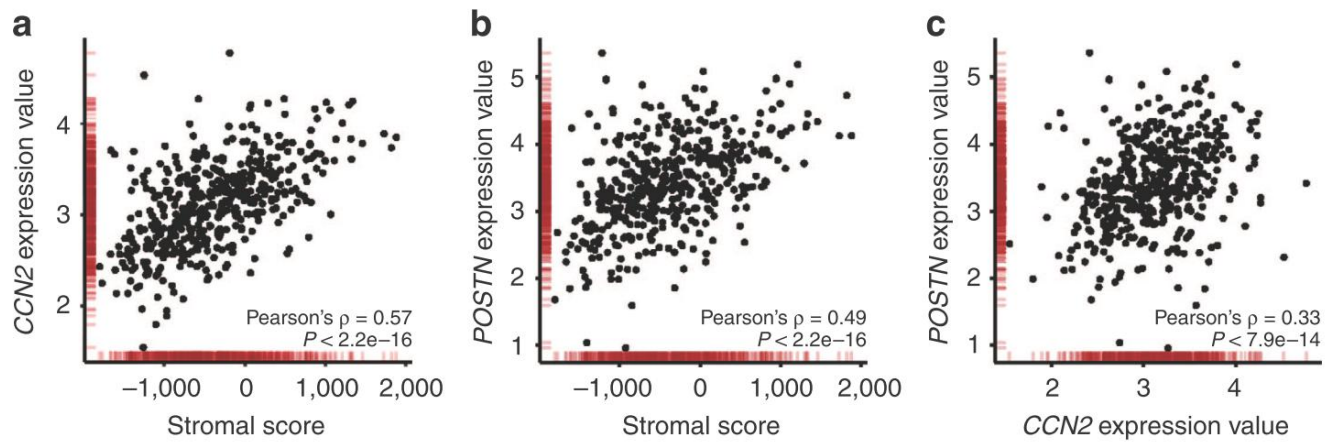 a
CCN2 expression value
4
3
2
Pearson's ρ = 0.57
P < 2.2e−16
−1,000 0 1,000 2,000
Stromal score
b
POSTN expression value
5
4
3
2
1
Pearson's ρ = 0.49
P < 2.2e−16
−1,000 0 1,000 2,000
Stromal score
c
POSTN expression value
5
4
3
2
1
Pearson's ρ = 0.33
P < 7.9e−14
2 3 4
CCN2 expression value